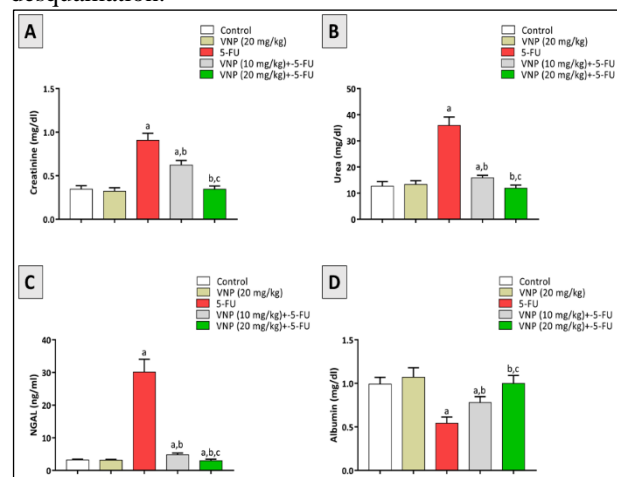 desquamation.
A
Control
VNP (20 mg/kg)
5-FU
VNP (10 mg/kg)+-5-FU
VNP (20 mg/kg)+-5-FU
Creatinine (mg/dl)
1.5
1.0
0.5
0.0
a
a,b
b,c
B
Control
VNP (20 mg/kg)
5-FU
VNP (10 mg/kg)+-5-FU
VNP (20 mg/kg)+-5-FU
Urea (mg/dl)
50
40
30
20
10
0
a
a,b
b,c
C
Control
VNP (20 mg/kg)
5-FU
VNP (10 mg/kg)+-5-FU
VNP (20 mg/kg)+-5-FU
NGAL (ng/ml)
40
30
20
10
0
a
a,b
a,b,c
D
Control
VNP (20 mg/kg)
5-FU
VNP (10 mg/kg)+-5-FU
VNP (20 mg/kg)+-5-FU
Albumin (mg/dl)
1.5
1.0
0.5
0.0
a
a,b
b,c